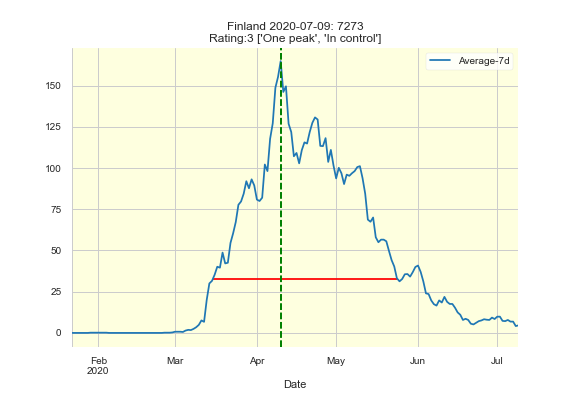 Finland 2020-07-09: 7273
Rating:3 ['One peak', 'In control']
Average-7d
150
125
100
75
50
25
0
Feb
2020
Mar
Apr
May
Jun
Jul
Date